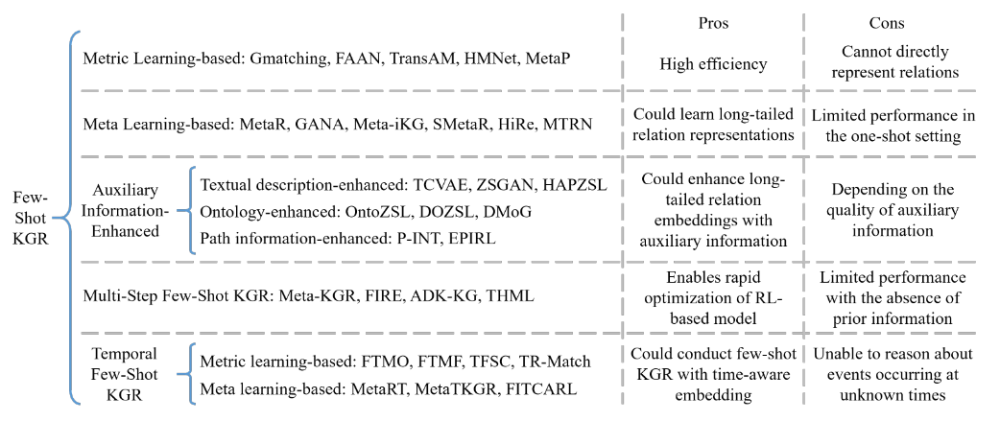 Pros
Cons
Metric Learning-based: Gmatching, FAAN, TransAM, HMNet, MetaP
High efficiency
Cannot directly
represent relations
Meta Learning-based: MetaR, GANA, Meta-iKG, SMetaR, HiRe, MTRN
Could learn long-tailed
relation representations
Limited performance in
the one-shot setting
Few-
Shot
KGR
Auxiliary
Information-
Enhanced
Textual description-enhanced: TCVAE, ZSGAN, HAPZSL
Ontology-enhanced: OntoZSL, DOZSL, DMoG
Path information-enhanced: P-INT, EPIRL
Could enhance long-
tailed relation
embeddings with
auxiliary information
Depending on the
quality of auxiliary
information
Multi-Step Few-Shot KGR: Meta-KGR, FIRE, ADK-KG, THML
Enables rapid
optimization of RL-
based model
Limited performance
with the absence of
prior information
Temporal
Few-Shot
KGR
Metric learning-based: FTMO, FTMF, TFSC, TR-Match
Meta learning-based: MetaRT, MetaTKGR, FITCARL
Could conduct few-shot
KGR with time-aware
embedding
Unable to reason about
events occurring at
unknown times